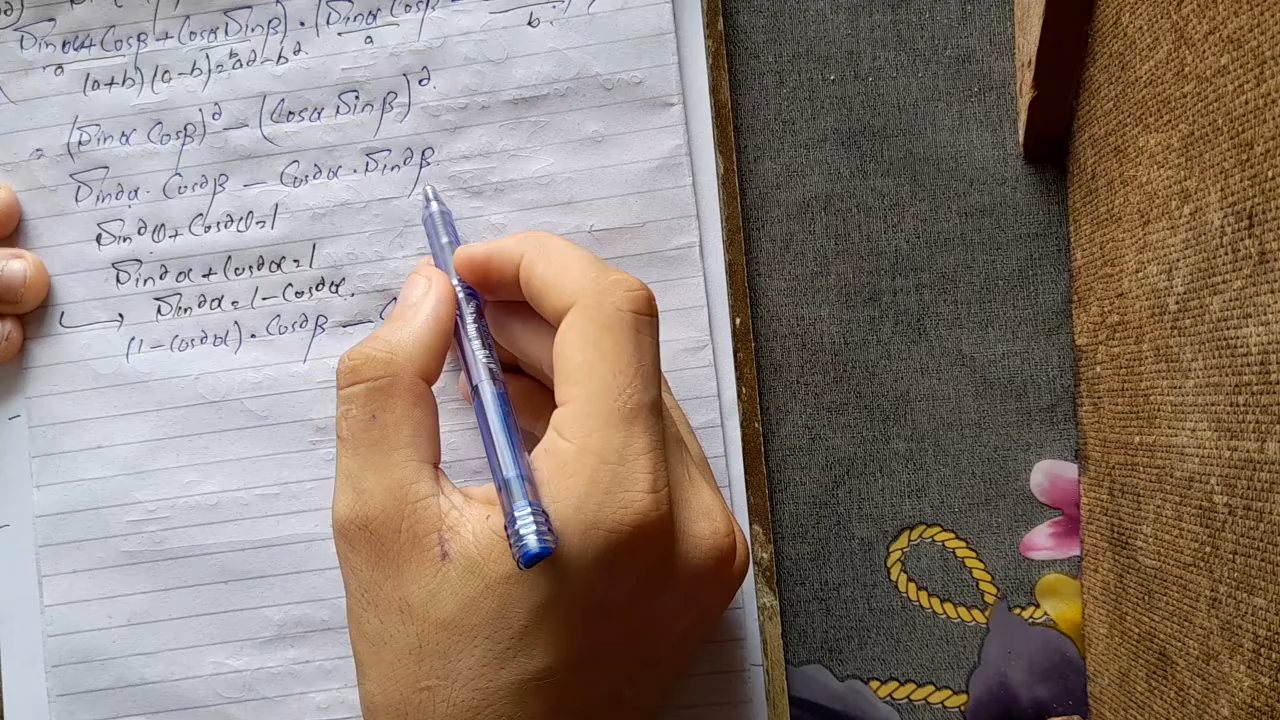 (Sinα+Cosβ + Cosα Sinβ) · (Sinα Cosβ
a b a b
(a+b) (a-b) = a² - b²
= (Sinα Cosβ)² - (Cosα Sinβ)²
Sin²α · Cos²β - Cos²α · Sin²β
Sin²θ + Cos²θ = 1
Sin²α + Cos²α = 1
Sin²α = 1 - Cos²α
(1 - Cos²α) · Cos²β - C